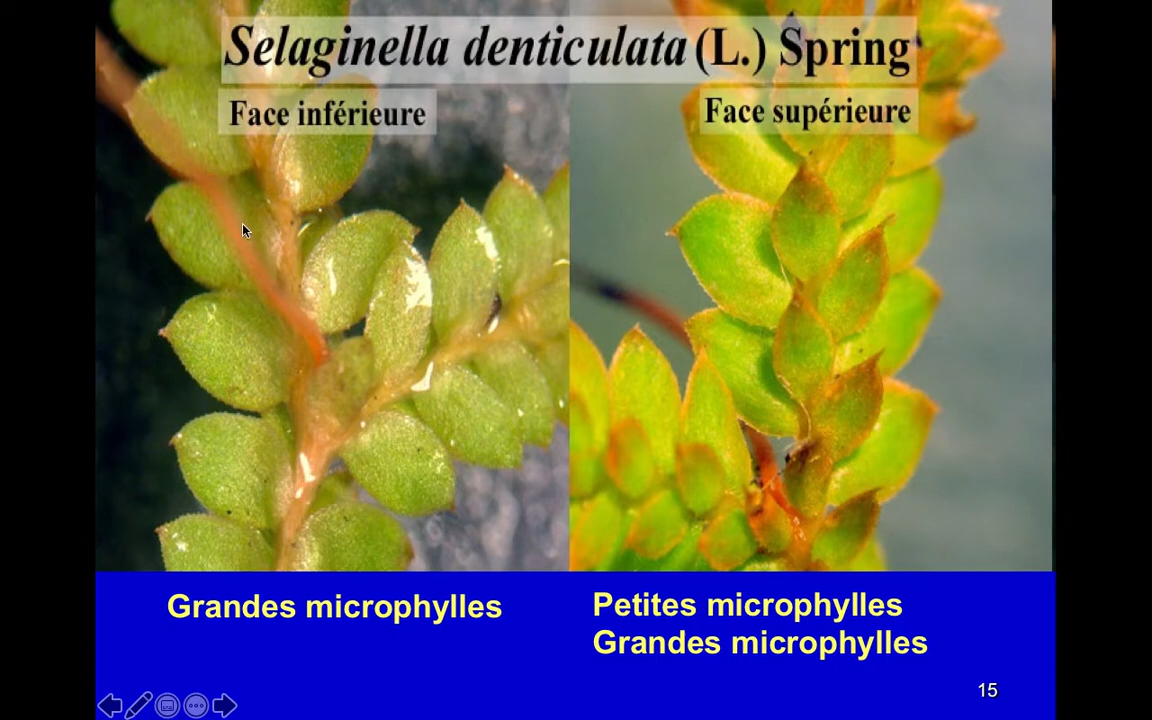 Selaginella denticulata (L.) Spring
Face inférieure
Face supérieure
Grandes microphylles
Petites microphylles
Grandes microphylles
15